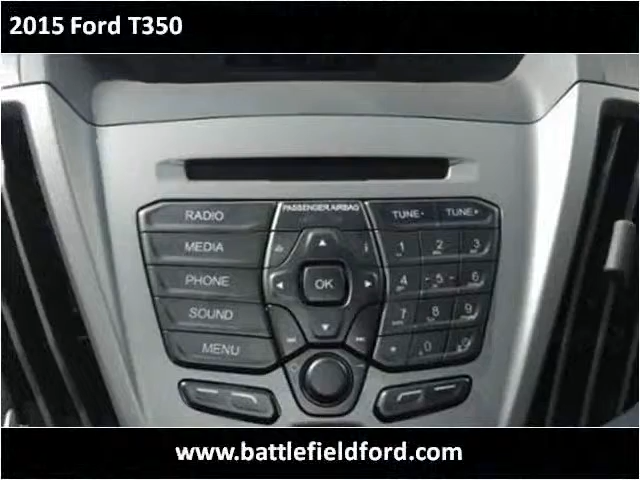 2015 Ford T350
RADIO
PASSENGER AIRBAG
TUNE- TUNE+
MEDIA
i
1 2 3
PHONE
OK
4 5 6
SOUND
7 8 9
MENU
* 0
www.battlefieldford.com